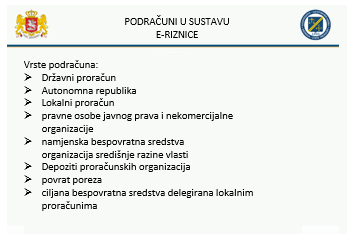 PODRAČUNI U SUSTAVU
E-RIZNICE
Vrste podračuna:
➢ Državni proračun
➢ Autonomna republika
➢ Lokalni proračun
➢ pravne osobe javnog prava i nekomercijalne
organizacije
➢ namjenska bespovratna sredstva
organizacija središnje razine vlasti
➢ Depoziti proračunskih organizacija
➢ povrat poreza
➢ ciljana bespovratna sredstva delegirana lokalnim
proračunima